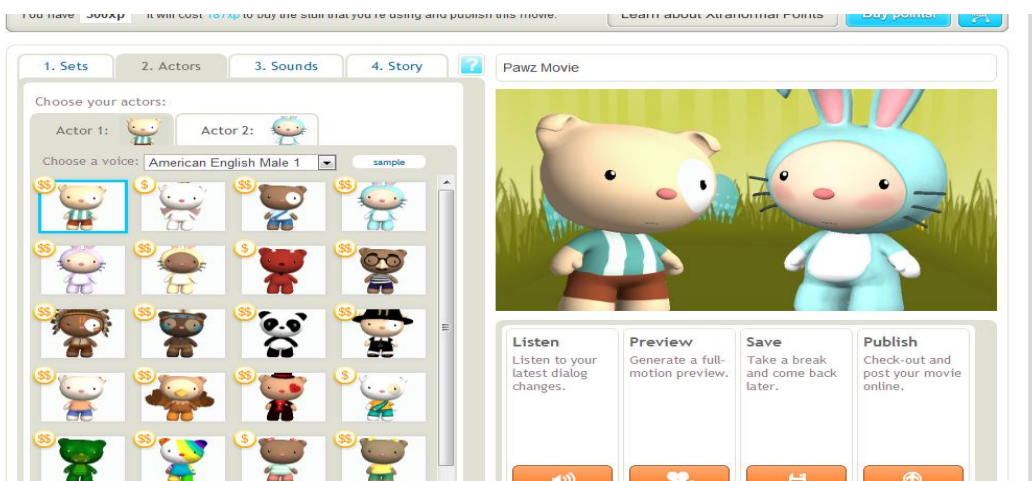 You have 300xp It will cost 187xp to buy the stuff that you're using and publish this movie. Learn about Xtranormal Points Buy points!
1. Sets 2. Actors 3. Sounds 4. Story ? Pawz Movie
Choose your actors:
Actor 1: Actor 2:
Choose a voice: American English Male 1 sample
$$ $ $$ $$
$$ $$ $ $$
$$ $$ $$ $$
$$ $$ $$ $
$$ $$ $ $$
Listen
Listen to your
latest dialog
changes.
Preview
Generate a full-
motion preview.
Save
Take a break
and come back
later.
Publish
Check-out and
post your movie
online.